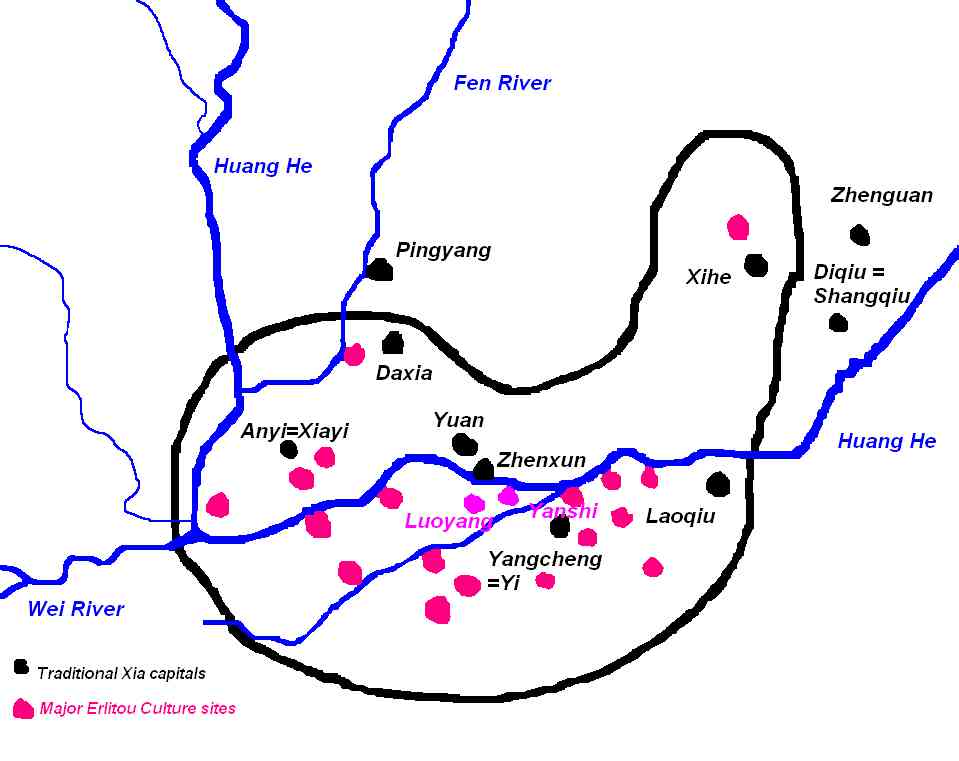 Fen River
Huang He
Zhenguan
Pingyang
Xihe
Diqiu =
Shangqiu
Daxia
Yuan
Anyi=Xiayi
Huang He
Zhenxun
Luoyang
Yanshi
Laoqiu
Yangcheng
=Yi
Wei River
Traditional Xia capitals
Major Erlitou Culture sites